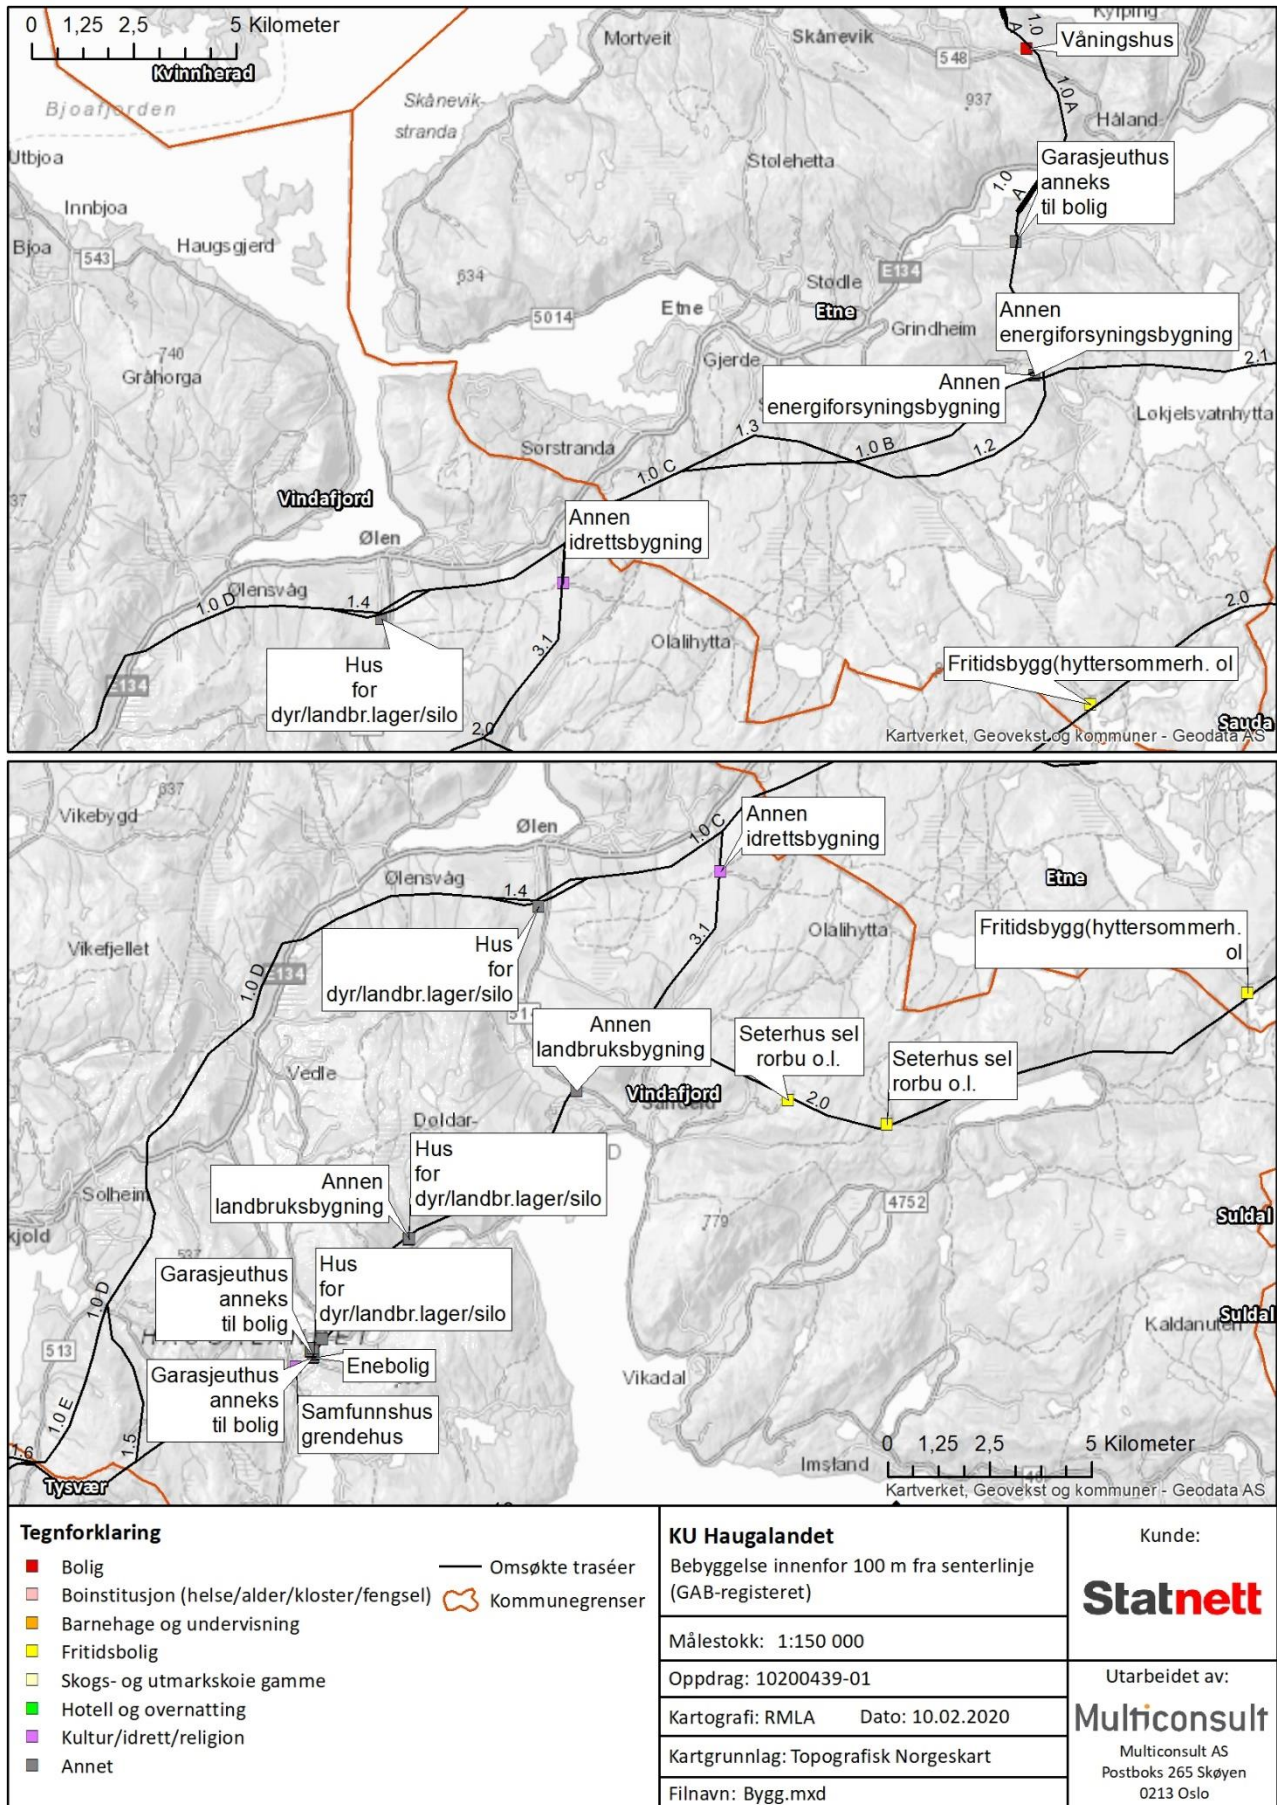 0 1,25 2,5 5 Kilometer
Kvinnherad
Bjoafjorden
Utbjoa
Innbjoa
Bjoa
543
Haugsgjerd
740
Gråhorga
Mortveit
Skånevik-
stranda
Skånevik
548
937
Kyrping
1.0 A
Våningshus
1.0 A
Håland
Stølehetta
Garasjeuthus
anneks
til bolig
1.0 A
634
5014
Etne
Stødle
E134
Etne
Grindheim
Gjerde
Annen
energiforsyningsbygning
Annen
energiforsyningsbygning
2.1
Løkjelsvatnhytta
Sørstranda
1.3
1.0 C
1.0 B
1.2
Vindafjord
Ølen
Annen
idrettsbygning
Ølensvåg
1.0 D
1.4
3.1
Olalihytta
2.0
E134
Hus
for
dyr/landbr.lager/silo
2.0
Fritidsbygg(hyttersommerh. ol
Sauda
Kartverket, Geovekst og kommuner - Geodata AS
637
Vikebygd
Ølen
1.0 C
Annen
idrettsbygning
Ølensvåg
1.4
Etne
Vikefjellet
E134
1.0 D
Hus
for
dyr/landbr.lager/silo
3.1
Olalihytta
Fritidsbygg(hyttersommerh.
ol
514
Annen
landbruksbygning
Seterhus sel
rorbu o.l.
Seterhus sel
rorbu o.l.
Vedle
Vindafjord
2.0
Døldar-
Hus
for
dyr/landbr.lager/silo
Annen
landbruksbygning
Solheim
779
4752
Suldal
537
Garasjeuthus
anneks
til bolig
Hus
for
dyr/landbr.lager/silo
1.0 D
513
Suldal
Kaldanuten
Garasjeuthus
anneks
til bolig
Enebolig
Samfunnshus
grendehus
Vikadal
1.0 E
1.5
1.6
Tysvær
Imsland
0 1,25 2,5 5 Kilometer
Kartverket, Geovekst og kommuner - Geodata AS
Tegnforklaring
Bolig
Boinstitusjon (helse/alder/kloster/fengsel)
Barnehage og undervisning
Fritidsbolig
Skogs- og utmarkskoie gamme
Hotell og overnatting
Kultur/idrett/religion
Annet
Omsøkte traséer
Kommunegrenser
KU Haugalandet
Bebyggelse innenfor 100 m fra senterlinje
(GAB-registeret)
Målestokk: 1:150 000
Oppdrag: 10200439-01
Kartografi: RMLA Dato: 10.02.2020
Kartgrunnlag: Topografisk Norgeskart
Filnavn: Bygg.mxd
Kunde:
Statnett
Utarbeidet av:
Multiconsult
Multiconsult AS
Postboks 265 Skøyen
0213 Oslo